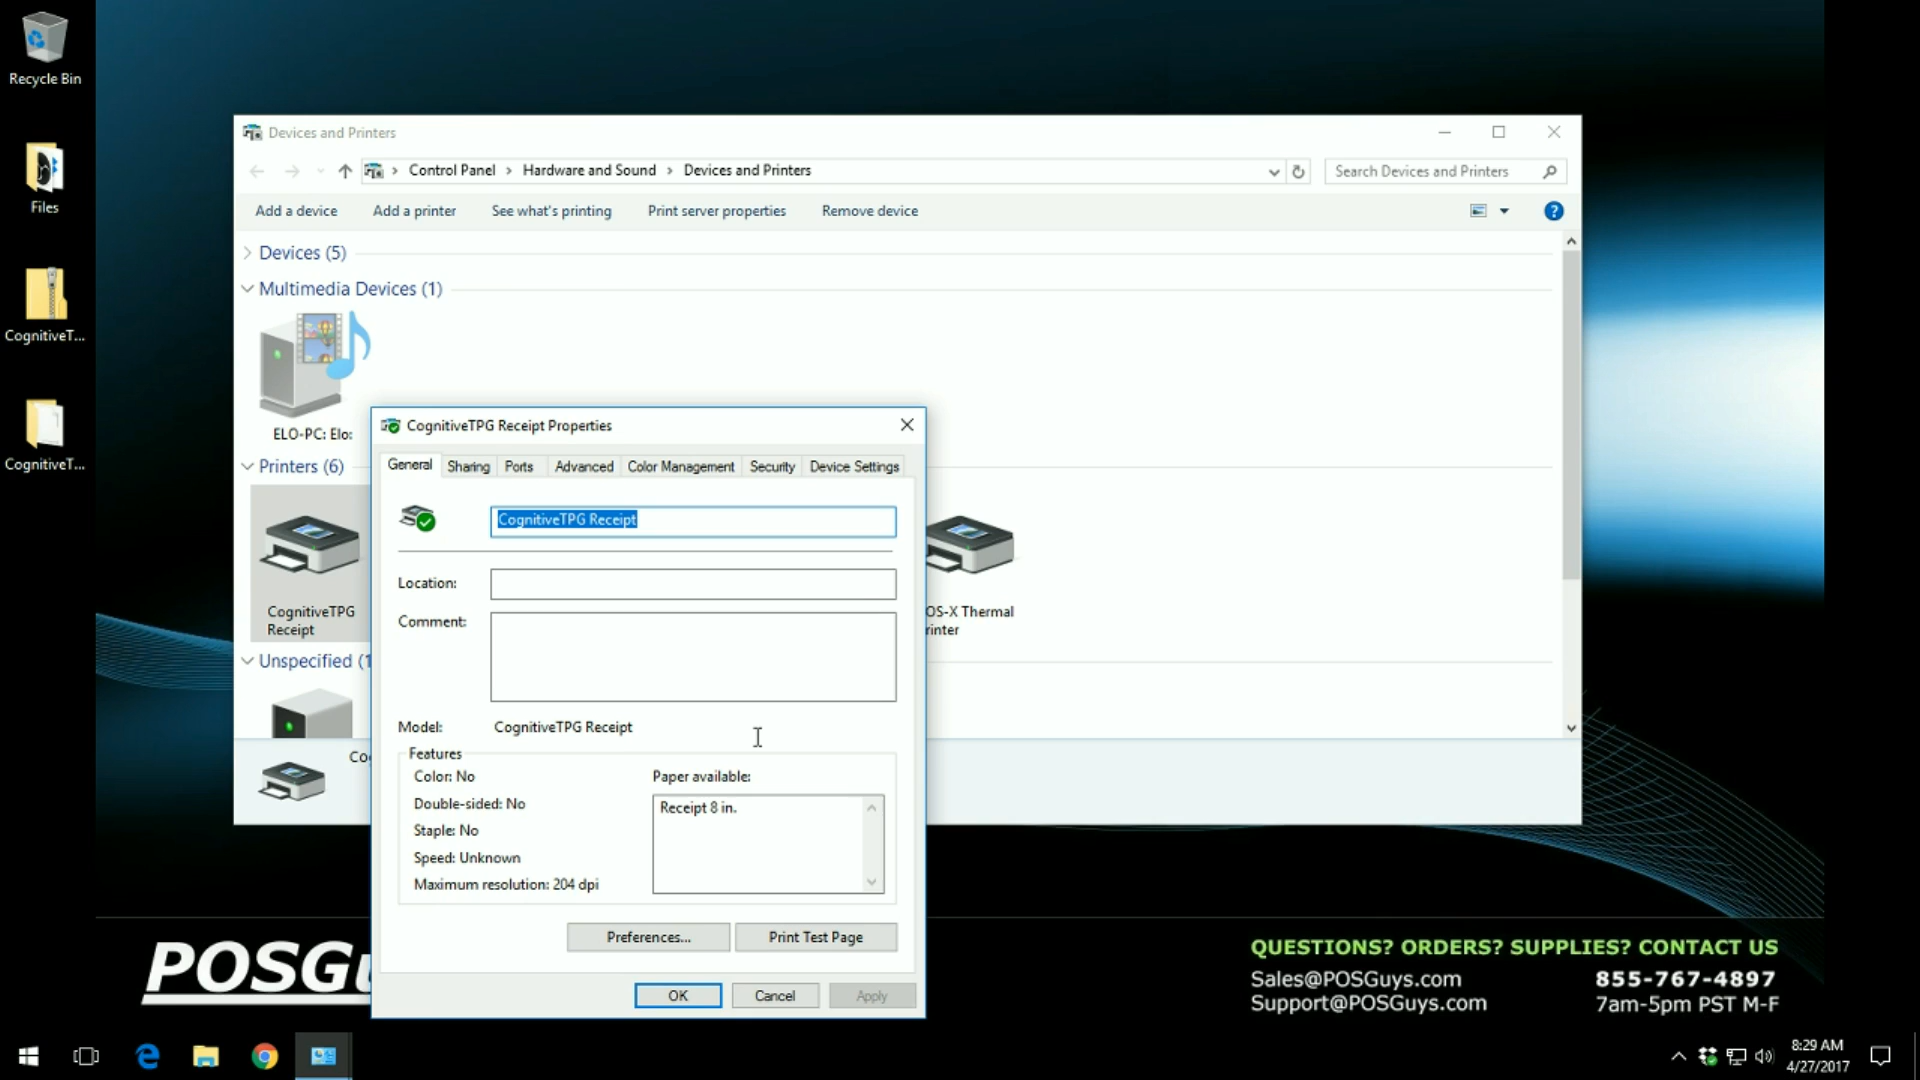 Recycle Bin
Files
CognitiveT...
CognitiveT...
Devices and Printers
Control Panel > Hardware and Sound > Devices and Printers
Search Devices and Printers
Add a device
Add a printer
See what's printing
Print server properties
Remove device
?
Devices (5)
Multimedia Devices (1)
ELO-PC: Elo:
Printers (6)
CognitiveTPG
Receipt
OS-X Thermal
rinter
Unspecified (1
Co
CognitiveTPG Receipt Properties
General
Sharing
Ports
Advanced
Color Management
Security
Device Settings
CognitiveTPG Receipt
Location:
Comment:
Model:
CognitiveTPG Receipt
Features
Color: No
Double-sided: No
Staple: No
Speed: Unknown
Maximum resolution: 204 dpi
Paper available:
Receipt 8 in.
Preferences...
Print Test Page
OK
Cancel
Apply
POSGu
QUESTIONS? ORDERS? SUPPLIES? CONTACT US
Sales@POSGuys.com
855-767-4897
Support@POSGuys.com
7am-5pm PST M-F
8:29 AM
4/27/2017